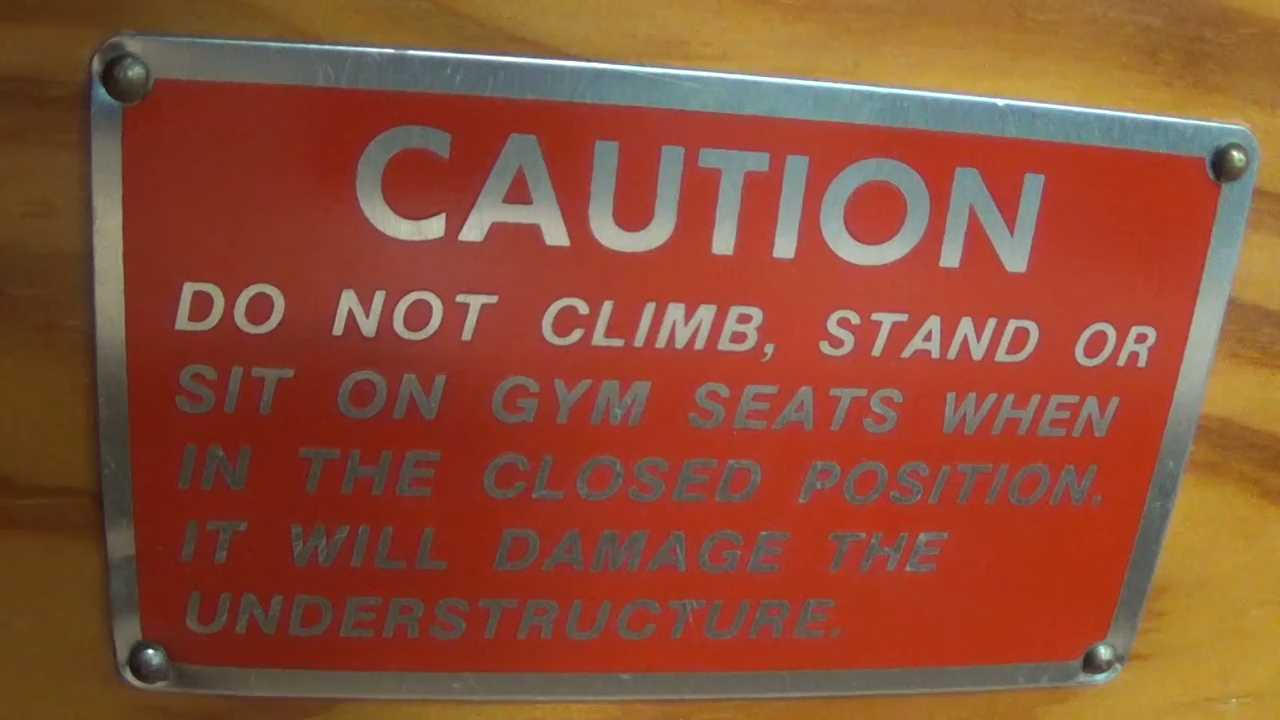 CAUTION
DO NOT CLIMB, STAND OR
SIT ON GYM SEATS WHEN
IN THE CLOSED POSITION.
IT WILL DAMAGE THE
UNDERSTRUCTURE.